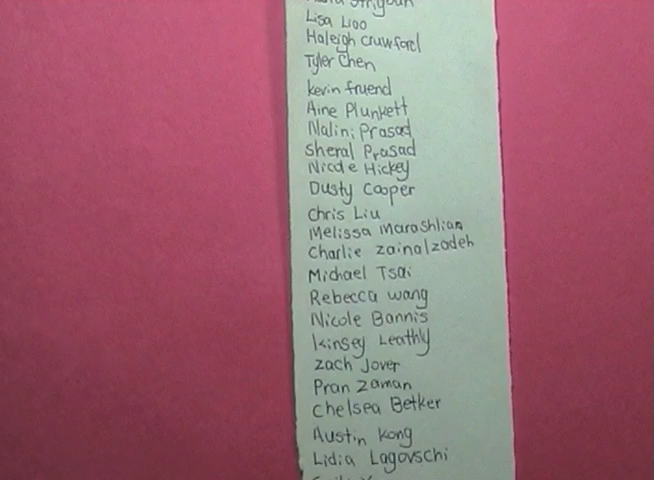 Lisa Lioo
Haleigh Crawford
Tyler Chen
kevin fruend
Aine Plunkett
Nalini Prasad
Sheral Prasad
Nicole Hickey
Dusty Cooper
Chris Liu
Melissa Marashlian
Charlie zainalzadeh
Michael Tsai
Rebecca wang
Nicole Bannis
Kinsey Leathly
zach Jover
Pran Zaman
Chelsea Betker
Austin Kong
Lidia Lagovschi